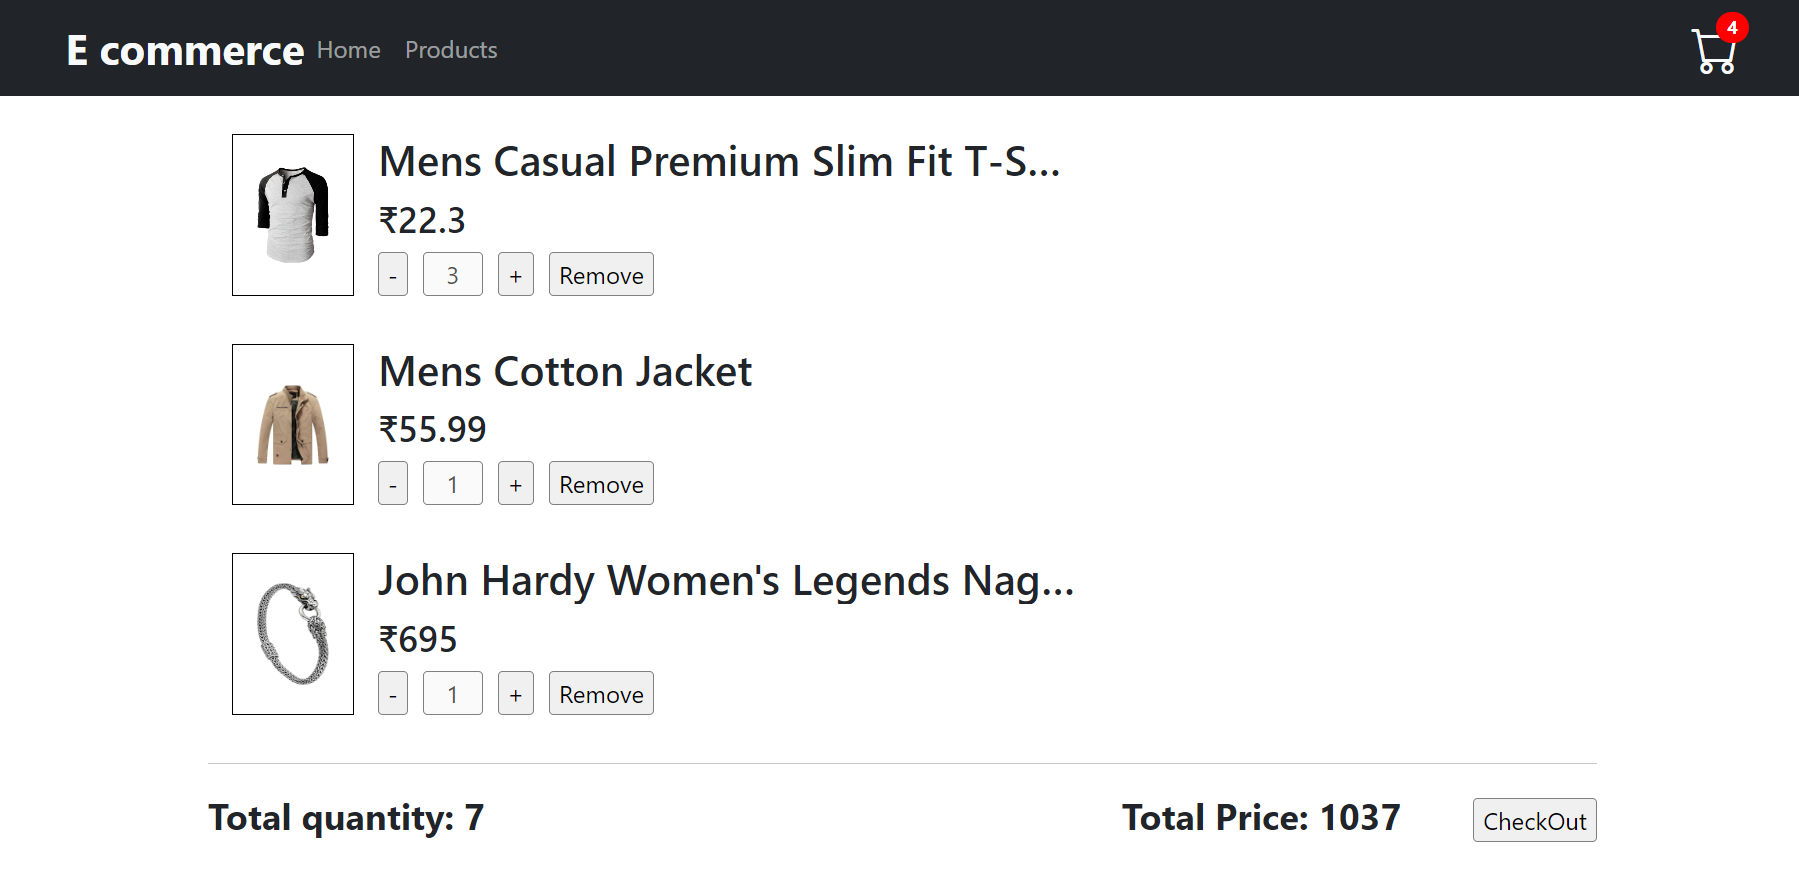 E commerce Home Products 4
Mens Casual Premium Slim Fit T-S...
₹22.3
- 3 + Remove
Mens Cotton Jacket
₹55.99
- 1 + Remove
John Hardy Women's Legends Nag...
₹695
- 1 + Remove
Total quantity: 7 Total Price: 1037 CheckOut